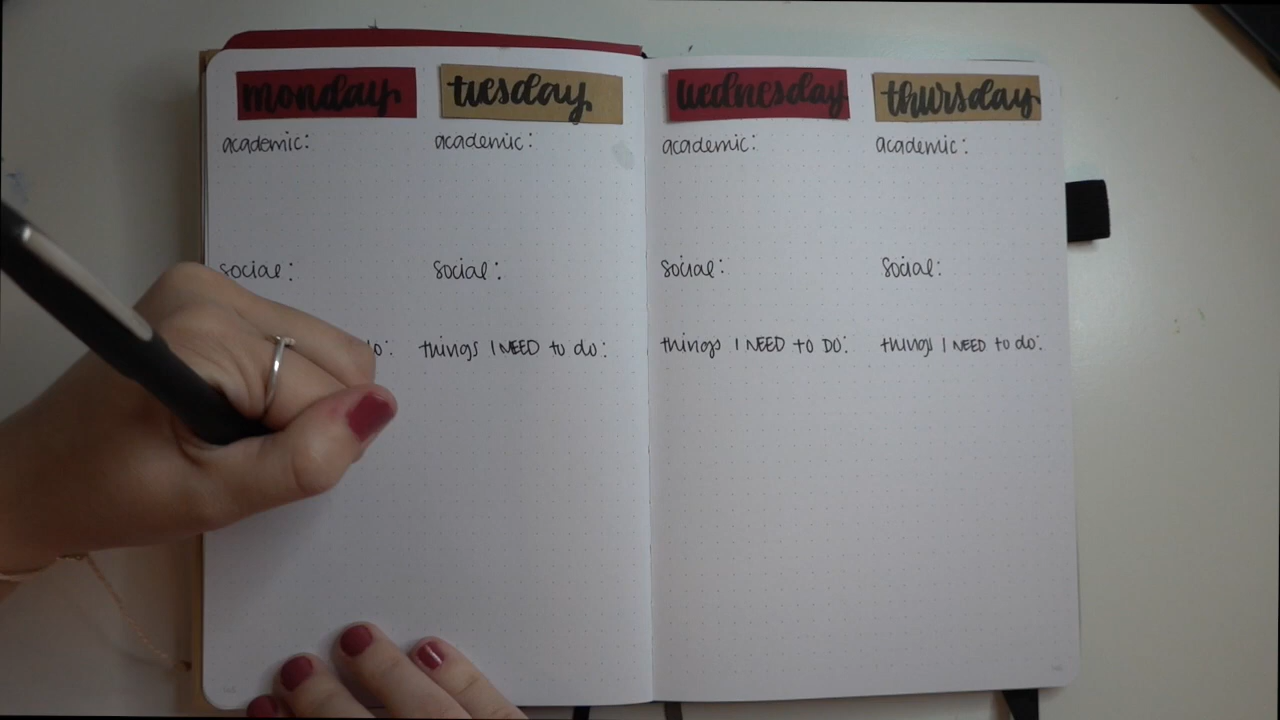 monday tuesday wednesday thursday
academic: academic: academic: academic:
social: social: social: social:
do: things I NEED to do: things I NEED TO DO: things I NEED to do: